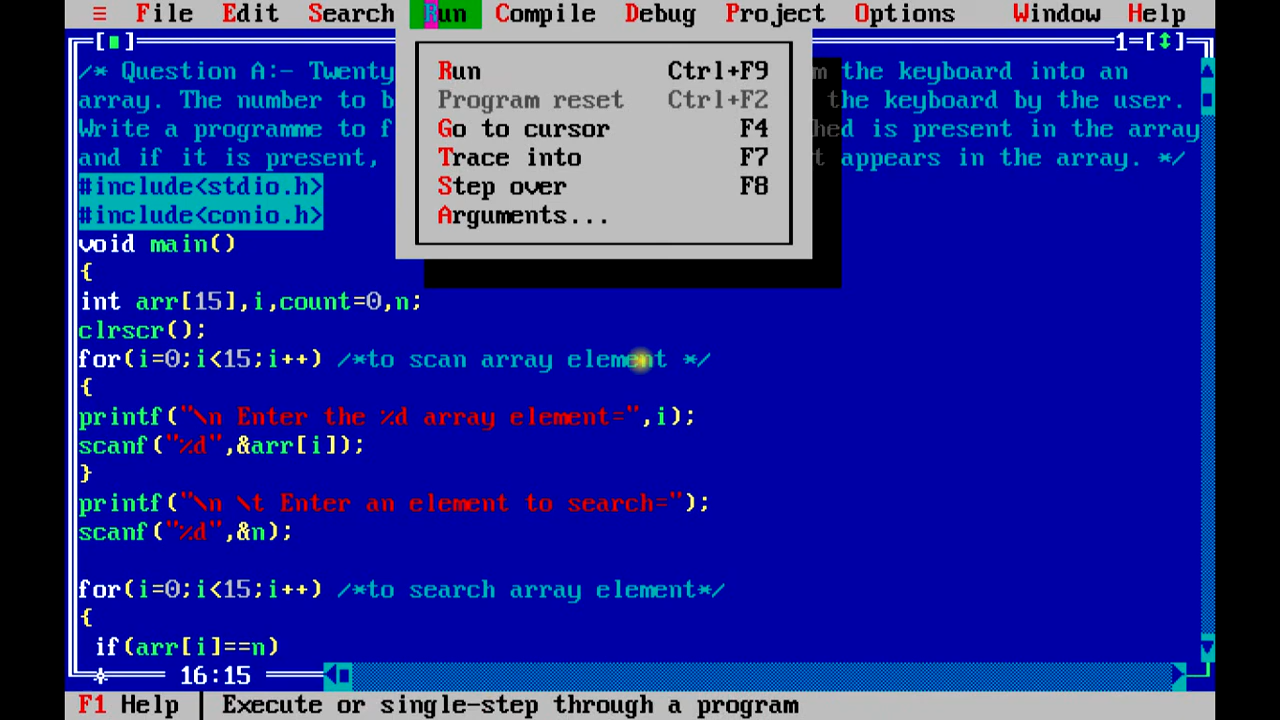 ≡ File Edit Search Run Compile Debug Project Options Window Help
[■] 1=[↕]
/* Question A:- Twenty m the keyboard into an
array. The number to b the keyboard by the user.
Write a programme to f hed is present in the array
and if it is present, t appears in the array. */
Run Ctrl+F9
Program reset Ctrl+F2
Go to cursor F4
Trace into F7
Step over F8
Arguments...
#include<stdio.h>
#include<conio.h>
void main()
{
int arr[15],i,count=0,n;
clrscr();
for(i=0;i<15;i++) /*to scan array element */
{
printf("\n Enter the %d array element=",i);
scanf("%d",&arr[i]);
}
printf("\n \t Enter an element to search=");
scanf("%d",&n);
for(i=0;i<15;i++) /*to search array element*/
{
if(arr[i]==n)
16:15
F1 Help | Execute or single-step through a program